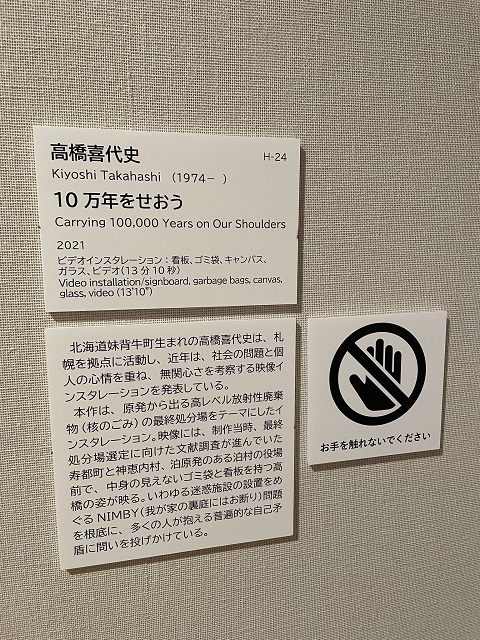 高橋喜代史
H-24
Kiyoshi Takahashi (1974− )
10 万年をせおう
Carrying 100,000 Years on Our Shoulders
2021
ビデオインスタレーション：看板、ゴミ袋、キャンバス、
ガラス、ビデオ(13 分 10 秒)
Video installation/signboard, garbage bags, canvas,
glass, video (13'10")
北海道妹背牛町生まれの高橋喜代史は、札
幌を拠点に活動し、近年は、社会の問題と個
人の心情を重ね、無関心さを考察する映像イ
ンスタレーションを発表している。
本作は、原発から出る高レベル放射性廃棄
物（核のごみ）の最終処分場をテーマにしたイ
ンスタレーション。映像には、制作当時、最終
処分場選定に向けた文献調査が進んでいた
寿都町と神恵内村、泊原発のある泊村の役場
前で、中身の見えないゴミ袋と看板を持つ高
橋の姿が映る。いわゆる迷惑施設の設置をめ
ぐる NIMBY（我が家の裏庭にはお断り）問題
を根底に、多くの人が抱える普遍的な自己矛
盾に問いを投げかけている。
お手を触れないでください